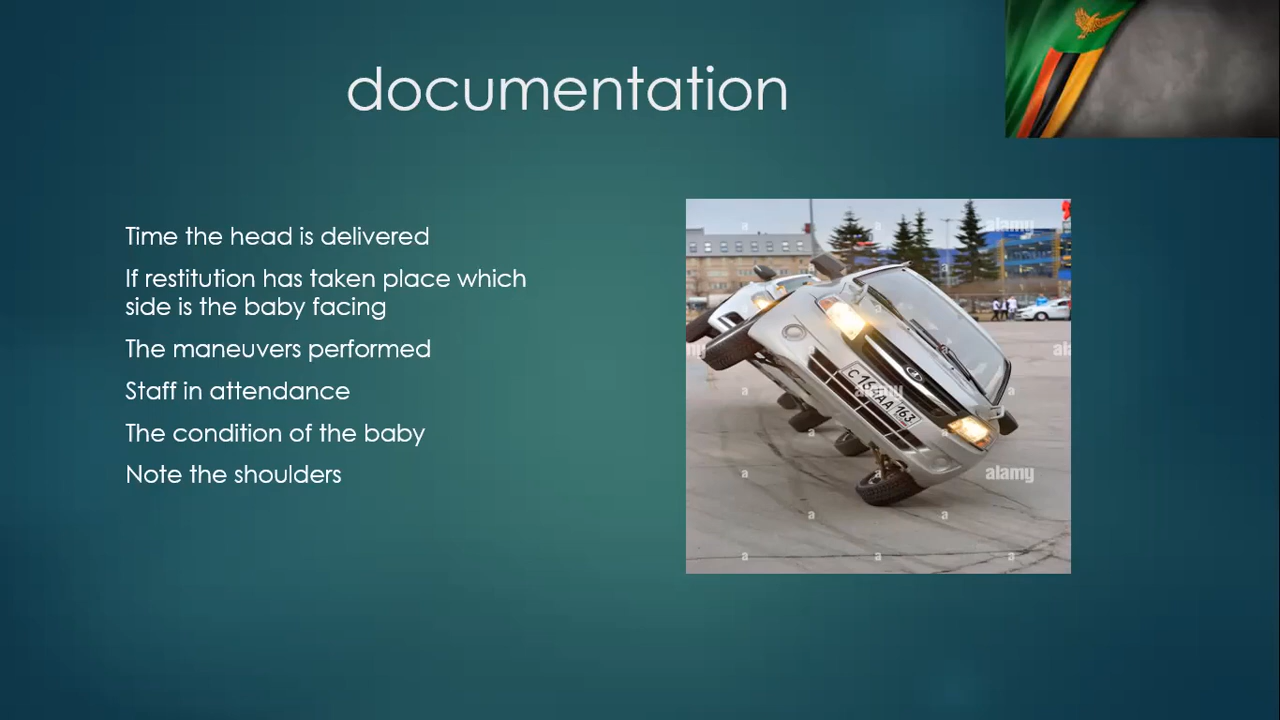 documentation
Time the head is delivered
If restitution has taken place which
side is the baby facing
The maneuvers performed
Staff in attendance
The condition of the baby
Note the shoulders
alamy
alamy
alamy